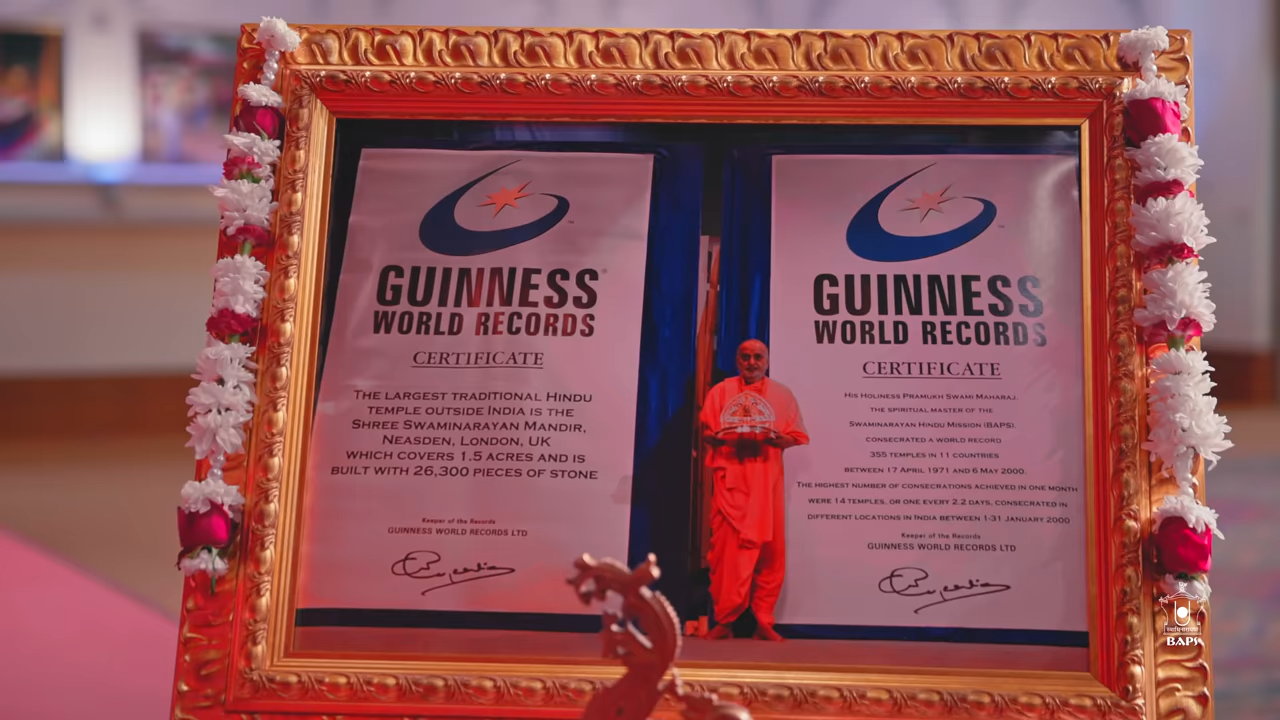 GUINNESS
WORLD RECORDS
CERTIFICATE
THE LARGEST TRADITIONAL HINDU
TEMPLE OUTSIDE INDIA IS THE
SHREE SWAMINARAYAN MANDIR,
NEASDEN, LONDON, UK
WHICH COVERS 1.5 ACRES AND IS
BUILT WITH 26,300 PIECES OF STONE
Keeper of the Records
GUINNESS WORLD RECORDS LTD
GUINNESS
WORLD RECORDS
CERTIFICATE
HIS HOLINESS PRAMUKH SWAMI MAHARAJ,
THE SPIRITUAL MASTER OF THE
SWAMINARAYAN HINDU MISSION (BAPS),
CONSECRATED A WORLD RECORD
355 TEMPLES IN 11 COUNTRIES
BETWEEN 17 APRIL 1971 AND 6 MAY 2000.
THE HIGHEST NUMBER OF CONSECRATIONS ACHIEVED IN ONE MONTH
WERE 14 TEMPLES, OR ONE EVERY 2.2 DAYS, CONSECRATED IN
DIFFERENT LOCATIONS IN INDIA BETWEEN 1-31 JANUARY 2000
Keeper of the Records
GUINNESS WORLD RECORDS LTD
BAPS